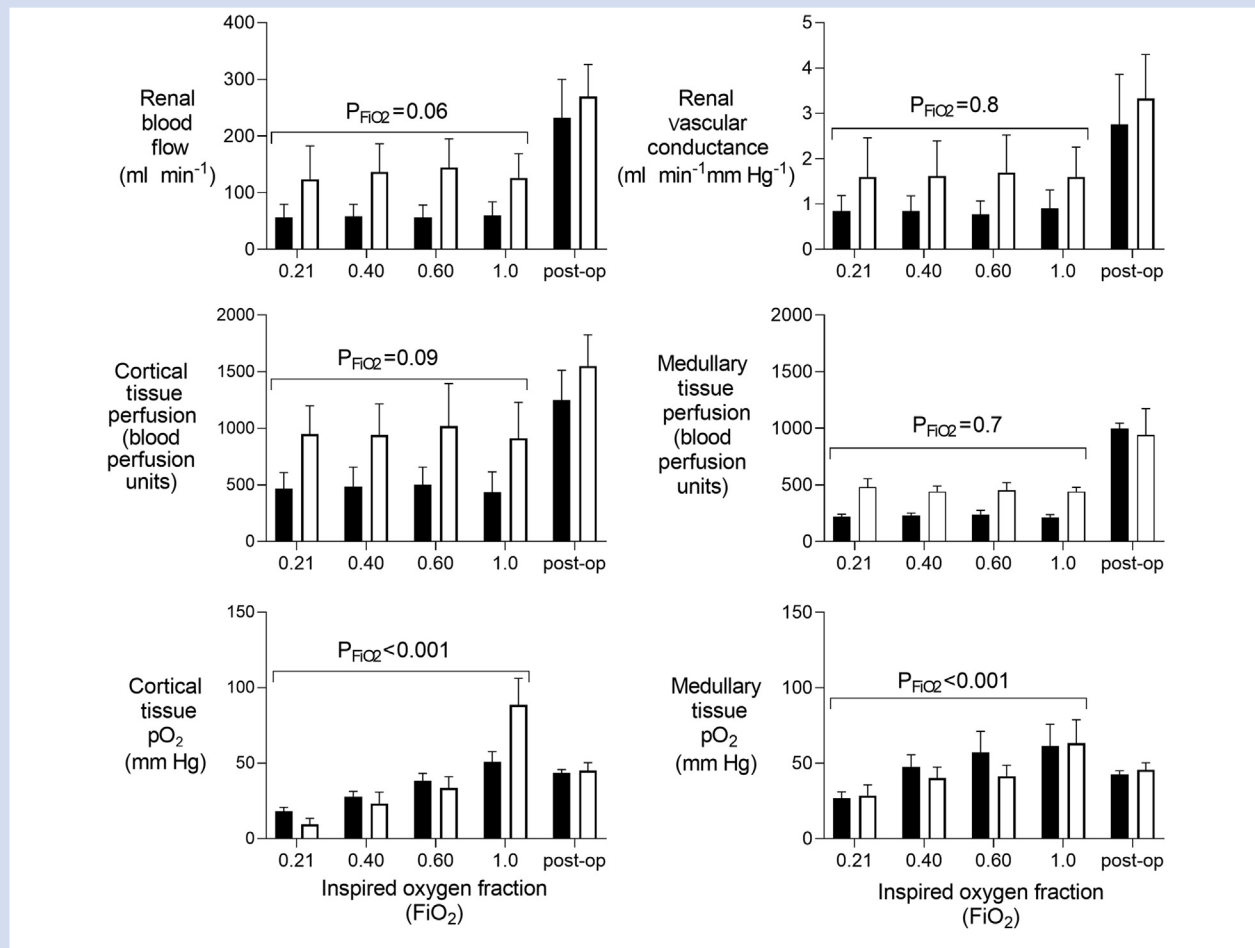 Renal
blood
flow
(ml min⁻¹)
400
300
200
100
0
P_FiO2=0.06
0.21 0.40 0.60 1.0 post-op
Renal
vascular
conductance
(ml min⁻¹mm Hg⁻¹)
5
4
3
2
1
0
P_FiO2=0.8
0.21 0.40 0.60 1.0 post-op
Cortical
tissue
perfusion
(blood
perfusion
units)
2000
1500
1000
500
0
P_FiO2=0.09
0.21 0.40 0.60 1.0 post-op
Medullary
tissue
perfusion
(blood
perfusion
units)
2000
1500
1000
500
0
P_FiO2=0.7
0.21 0.40 0.60 1.0 post-op
Cortical
tissue
pO₂
(mm Hg)
150
100
50
0
P_FiO2<0.001
0.21 0.40 0.60 1.0 post-op
Inspired oxygen fraction
(FiO₂)
Medullary
tissue
pO₂
(mm Hg)
150
100
50
0
P_FiO2<0.001
0.21 0.40 0.60 1.0 post-op
Inspired oxygen fraction
(FiO₂)